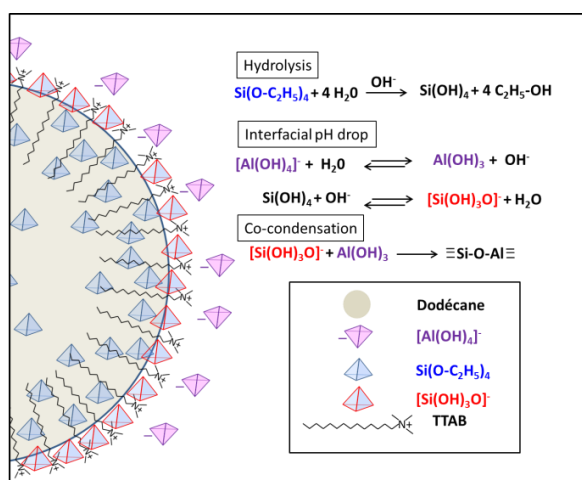 Hydrolysis
OH⁻
Si(O-C₂H₅)₄ + 4 H₂0 → Si(OH)₄ + 4 C₂H₅-OH
Interfacial pH drop
[Al(OH)₄]⁻ + H₂0 ⇌ Al(OH)₃ + OH⁻
Si(OH)₄ + OH⁻ ⇌ [Si(OH)₃O]⁻ + H₂O
Co-condensation
[Si(OH)₃O]⁻ + Al(OH)₃ → ≡Si-O-Al≡
Dodécane
[Al(OH)₄]⁻
Si(O-C₂H₅)₄
[Si(OH)₃O]⁻
N+ TTAB